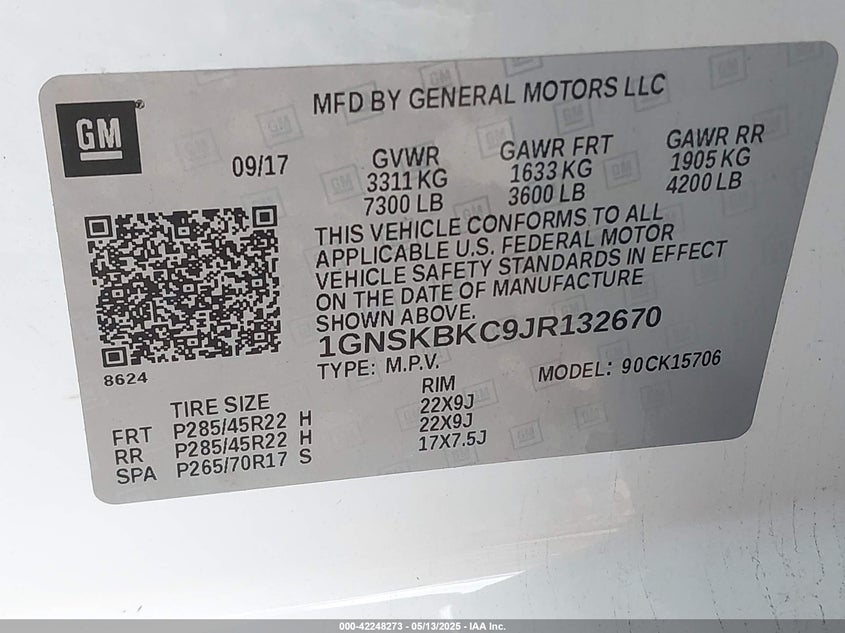 MFD BY GENERAL MOTORS LLC
GM
®
09/17
GVWR
3311 KG
7300 LB
GAWR FRT
1633 KG
3600 LB
GAWR RR
1905 KG
4200 LB
THIS VEHICLE CONFORMS TO ALL
APPLICABLE U.S. FEDERAL MOTOR
VEHICLE SAFETY STANDARDS IN EFFECT
ON THE DATE OF MANUFACTURE
SHOWN ABOVE.
1GNSKBKC9JR132670
TYPE: M.P.V.
MODEL: 90CK15706
8624
TIRE SIZE
RIM
FRT P285/45R22 H 22X9J
RR P285/45R22 H 22X9J
SPA P265/70R17 S 17X7.5J
000-42248273 - 05/13/2025 - IAA Inc.